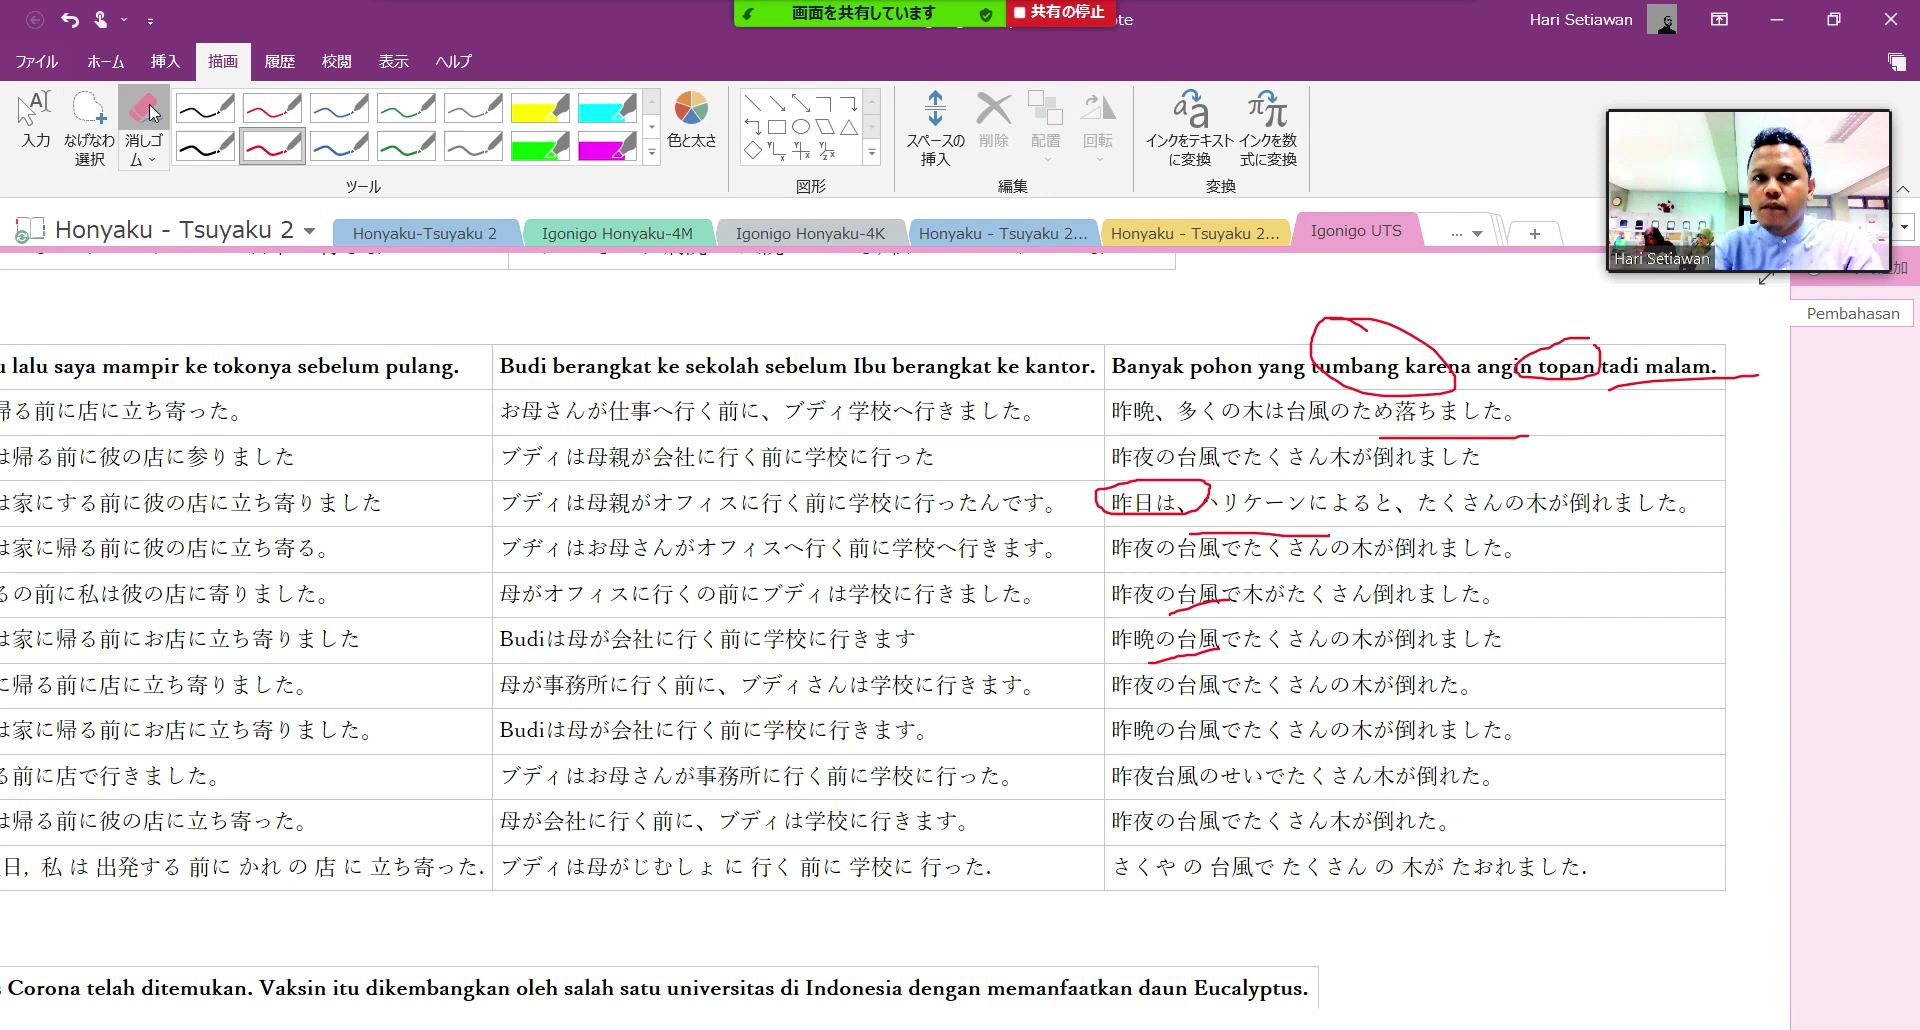 画面を共有しています
共有の停止
ote
Hari Setiawan
ファイル
ホーム
挿入
描画
履歴
校閲
表示
ヘルプ
入力
なげなわ
選択
消しゴ
ム
色と太さ
ツール
図形
スペースの
挿入
削除
配置
回転
編集
インクをテキスト
に変換
インクを数
式に変換
変換
Hari Setiawan
Honyaku - Tsuyaku 2
Honyaku-Tsuyaku 2
Igonigo Honyaku-4M
Igonigo Honyaku-4K
Honyaku - Tsuyaku 2...
Honyaku - Tsuyaku 2...
Igonigo UTS
...
加
Pembahasan
lalu saya mampir ke tokonya sebelum pulang.
Budi berangkat ke sekolah sebelum Ibu berangkat ke kantor.
Banyak pohon yang tumbang karena angin topan tadi malam.
帰る前に店に立ち寄った。
お母さんが仕事へ行く前に、ブディ学校へ行きました。
昨晩、多くの木は台風のため落ちました。
は帰る前に彼の店に参りました
ブディは母親が会社に行く前に学校に行った
昨夜の台風でたくさん木が倒れました
は家にする前に彼の店に立ち寄りました
ブディは母親がオフィスに行く前に学校に行ったんです。
昨日は、ハリケーンによると、たくさんの木が倒れました。
は家に帰る前に彼の店に立ち寄る。
ブヂィはお母さんがオフィスへ行く前に学校へ行きます。
昨夜の台風でたくさんの木が倒れました。
るの前に私は彼の店に寄りました。
母がオフィスに行くの前にブディは学校に行きました。
昨夜の台風で木がたくさん倒れました。
は家に帰る前にお店に立ち寄りました
Budiは母が会社に行く前に学校に行きます
昨晩の台風でたくさんの木が倒れました
に帰る前に店に立ち寄りました。
母が事務所に行く前に、ブディさんは学校に行きます。
昨夜の台風でたくさんの木が倒れた。
は家に帰る前にお店に立ち寄りました。
Budiは母が会社に行く前に学校に行きます。
昨晩の台風でたくさんの木が倒れました。
る前に店で行きました。
ブディはお母さんが事務所に行く前に学校に行った。
昨夜台風のせいでたくさん木が倒れた。
は帰る前に彼の店に立ち寄った。
母が会社に行く前に、ブディは学校に行きます。
昨夜の台風でたくさん木が倒れた。
日, 私 は 出発する 前に かれ の 店 に 立ち寄った.
ブディは母がじむしょ に 行く 前に 学校に 行った.
さくや の 台風で たくさん の 木が たおれました.
Corona telah ditemukan. Vaksin itu dikembangkan oleh salah satu universitas di Indonesia dengan memanfaatkan daun Eucalyptus.